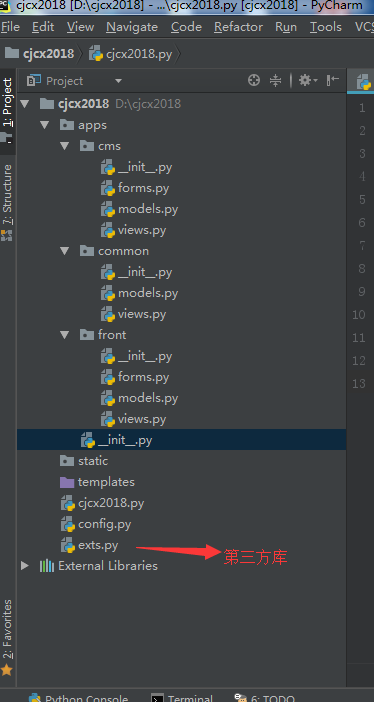 cjcx2018 [D:\cjcx2018] - ...\cjcx2018.py [cjcx2018] - PyCharm
File Edit View Navigate Code Refactor Run Tools VCS
cjcx2018 cjcx2018.py
1: Project
7: Structure
2: Favorites
Project
cjcx2018 D:\cjcx2018
apps
cms
__init__.py
forms.py
models.py
views.py
common
__init__.py
models.py
views.py
front
__init__.py
forms.py
models.py
views.py
__init__.py
static
templates
cjcx2018.py
config.py
exts.py 第三方库
External Libraries
1
2
3
4
5
6
7
8
9
10
11
12
13
Python Console Terminal 6: TODO